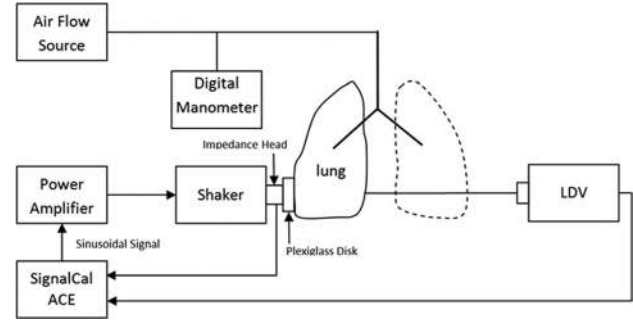 Air Flow
Source
Digital
Manometer
Impedance Head
lung
Power
Amplifier
Shaker
LDV
Sinusoidal Signal
Plexiglass Disk
SignalCal
ACE